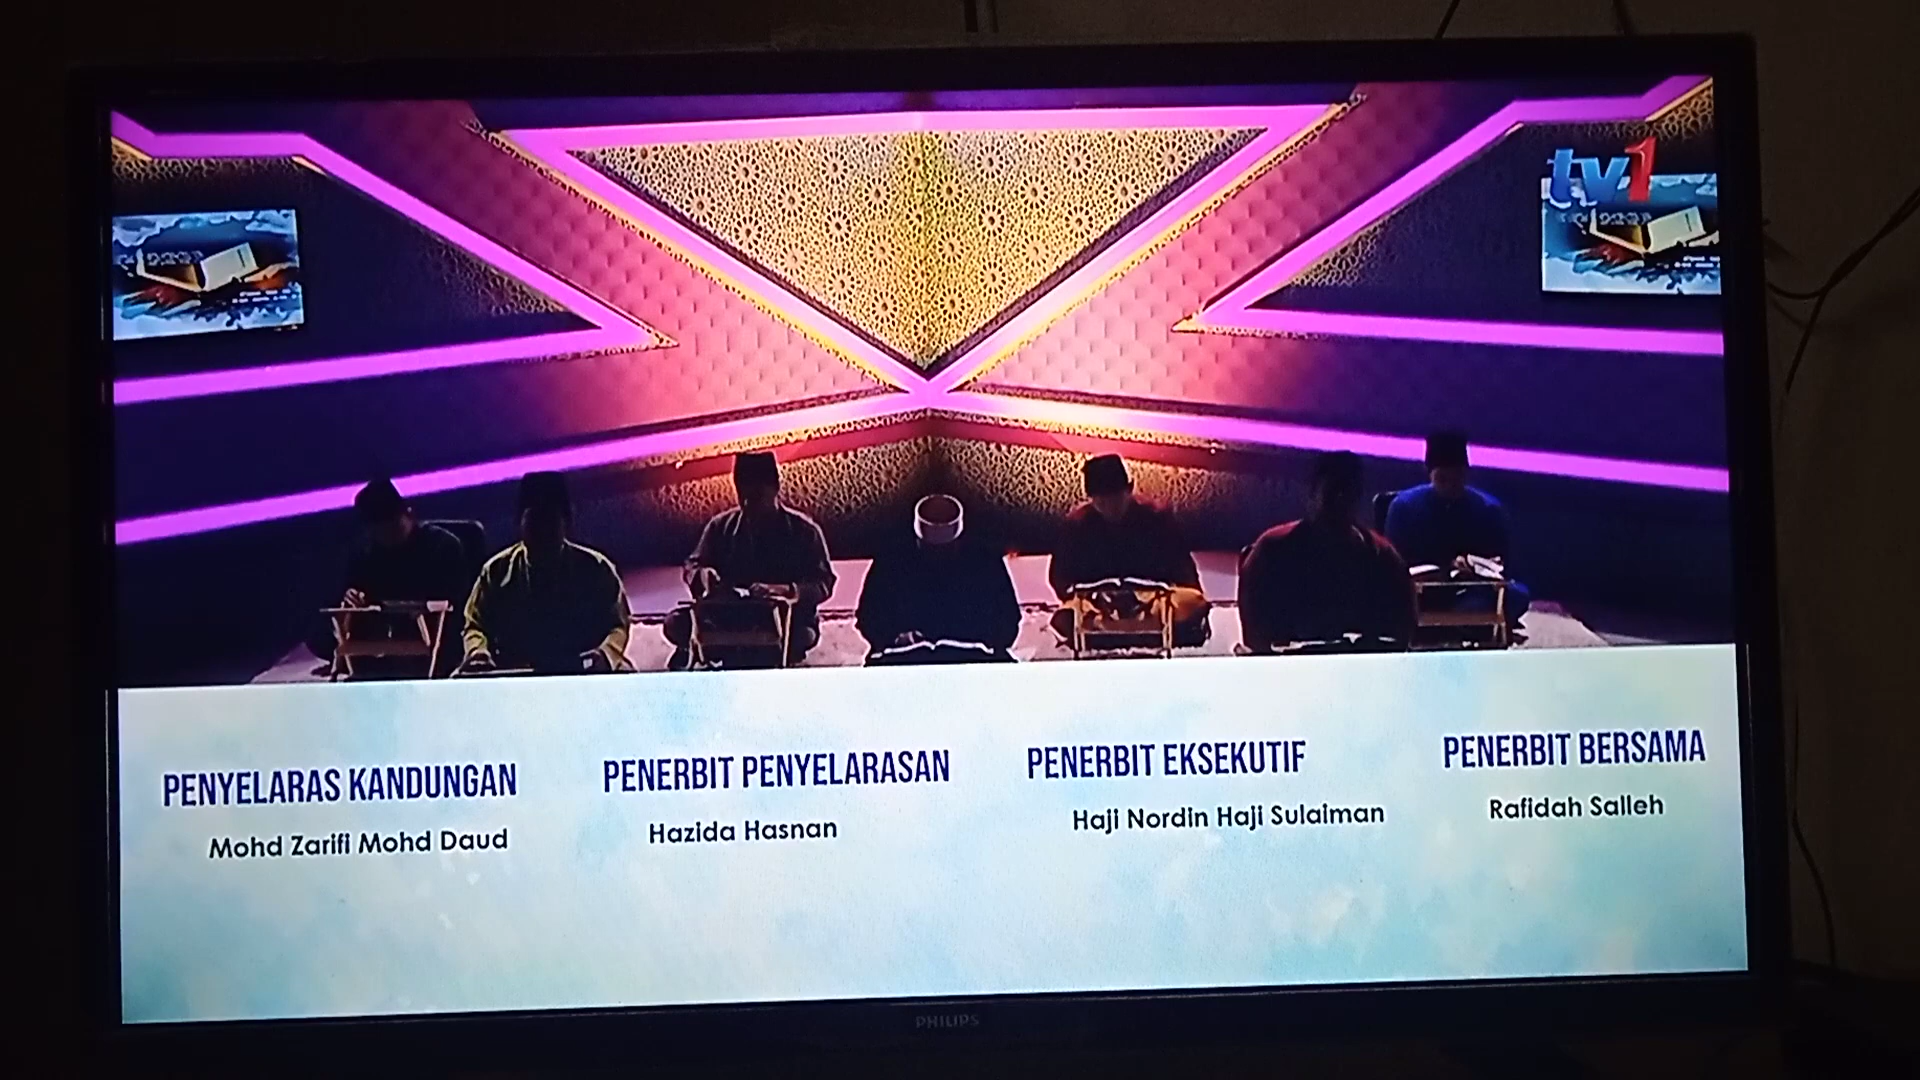 tv1
PENYELARAS KANDUNGAN
Mohd Zarifi Mohd Daud
PENERBIT PENYELARASAN
Hazida Hasnan
PENERBIT EKSEKUTIF
Haji Nordin Haji Sulaiman
PENERBIT BERSAMA
Rafidah Salleh
PHILIPS